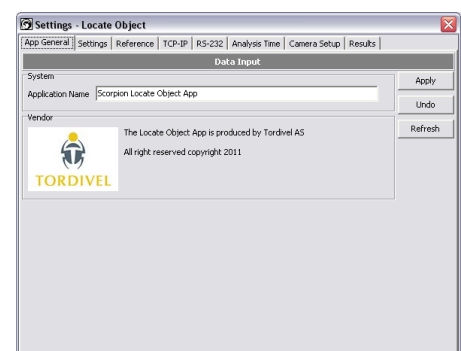 Settings - Locate Object
App General Settings Reference TCP-IP RS-232 Analysis Time Camera Setup Results
Data Input
System
Application Name Scorpion Locate Object App
Apply
Undo
Refresh
Vendor
The Locate Object App is produced by Tordivel AS
All right reserved copyright 2011
TORDIVEL